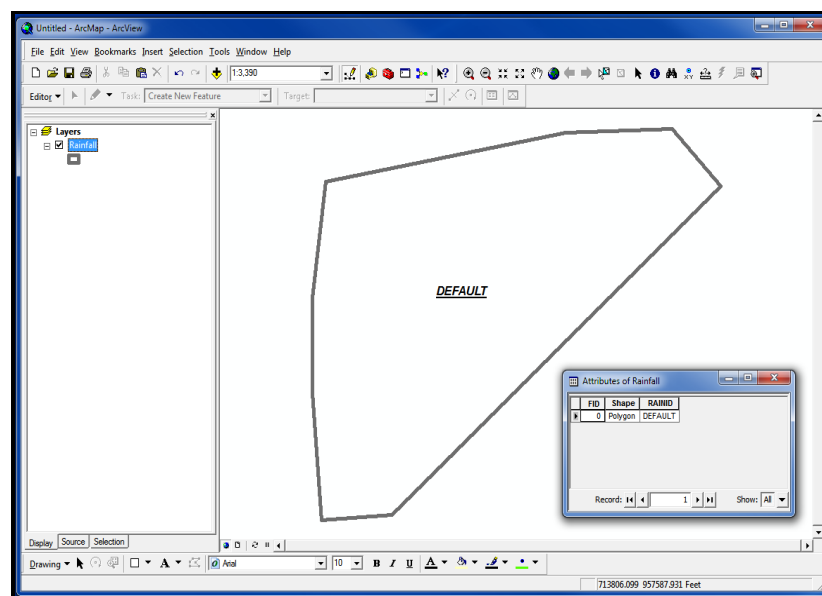 Untitled - ArcMap - ArcView
File Edit View Bookmarks Insert Selection Tools Window Help
1:3,390
Editor Task: Create New Feature Target:
Layers
Rainfall
DEFAULT
Attributes of Rainfall
FID Shape RAINID
0 Polygon DEFAULT
Record: 1 Show: All
Display Source Selection
Drawing A Arial 10 B I U A
713806.099 957587.931 Feet